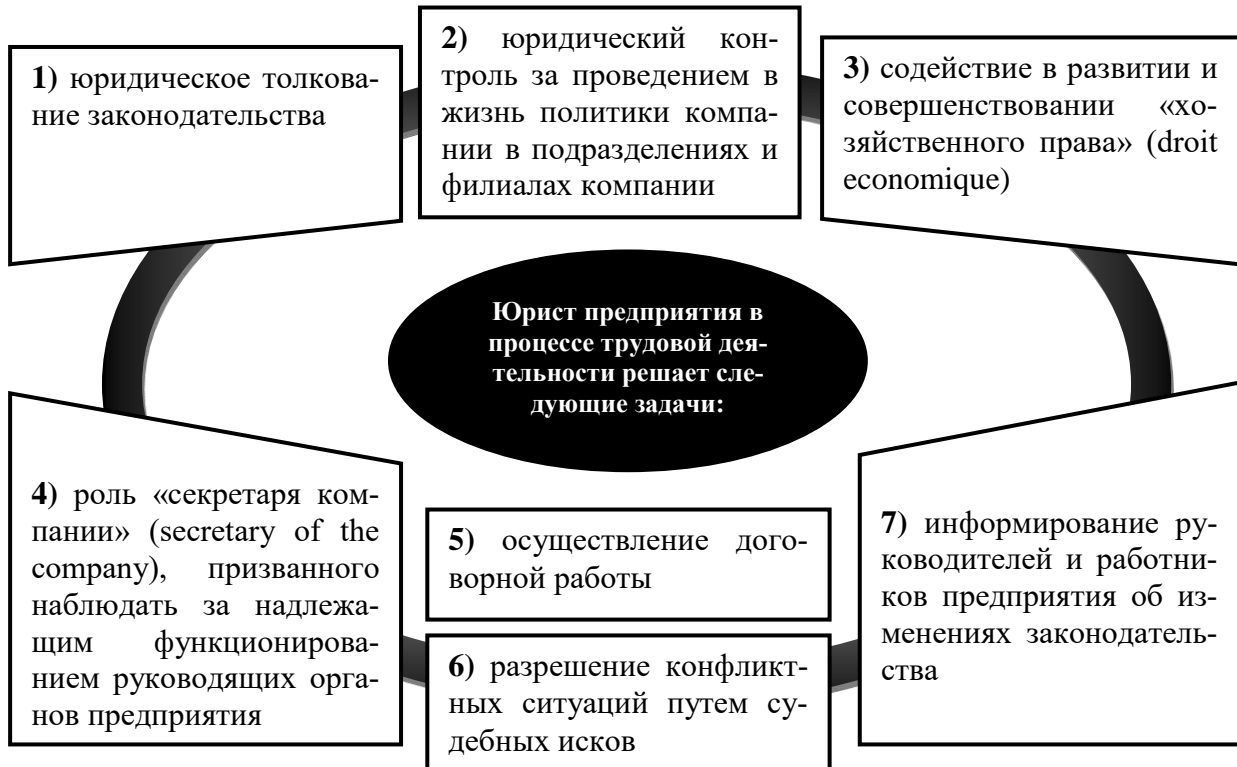 1) юридическое толкова-
ние законодательства
2) юридический кон-
троль за проведением в
жизнь политики компа-
нии в подразделениях и
филиалах компании
3) содействие в развитии и
совершенствовании «хо-
зяйственного права» (droit
economique)
Юрист предприятия в
процессе трудовой дея-
тельности решает сле-
дующие задачи:
4) роль «секретаря ком-
пании» (secretary of the
company), призванного
наблюдать за надлежа-
щим функционирова-
нием руководящих орга-
нов предприятия
5) осуществление дого-
ворной работы
6) разрешение конфликт-
ных ситуаций путем су-
дебных исков
7) информирование ру-
ководителей и работни-
ков предприятия об из-
менениях законодатель-
ства